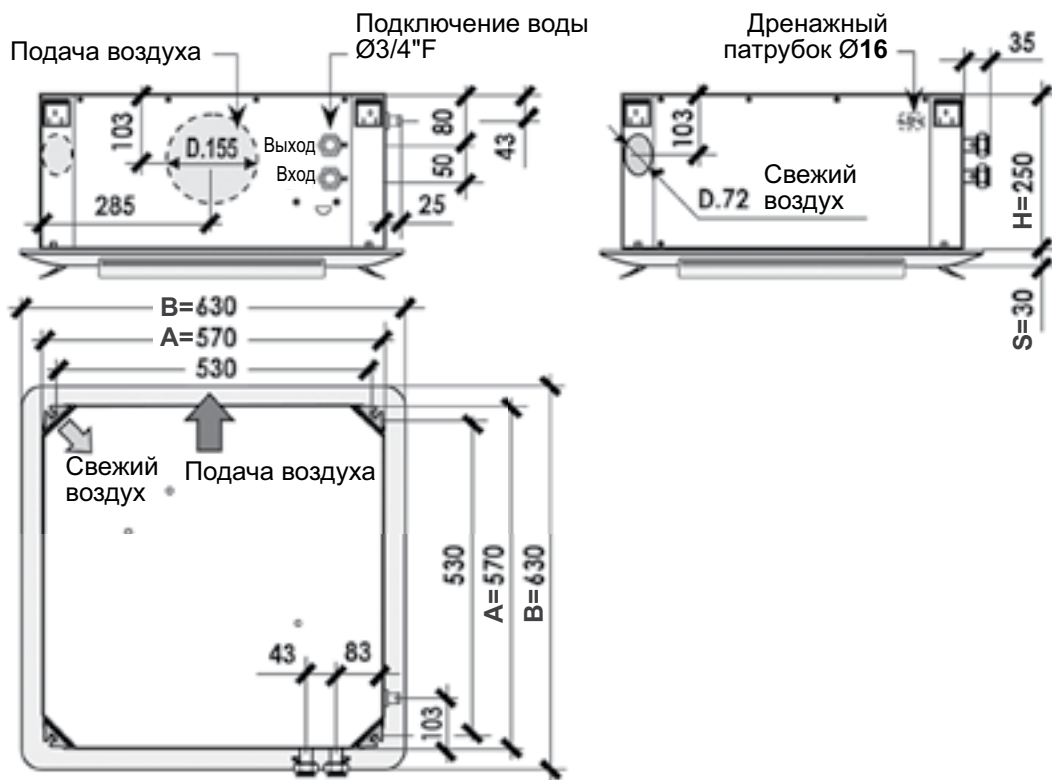 Подача воздуха
Подключение воды
Ø3/4"F
103
D.155
Выход
Вход
80
43
50
285
25
Дренажный
патрубок Ø16
35
103
D.72
Свежий
воздух
H=250
S=30
B=630
A=570
530
Свежий
воздух
Подача воздуха
530
A=570
B=630
43
83
103